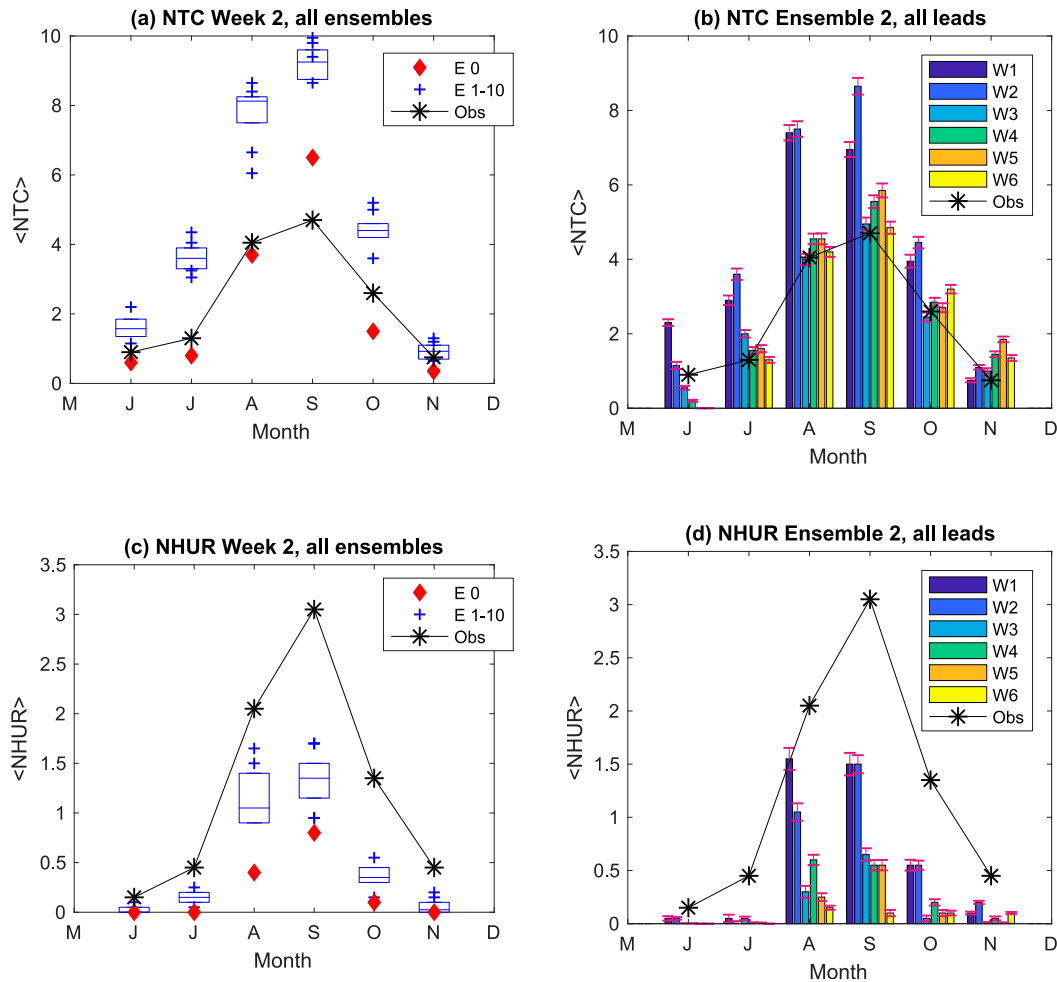 (a) NTC Week 2, all ensembles
10
8
6
4
2
0
<NTC>
M J J A S O N D
Month
E 0
E 1-10
Obs
(b) NTC Ensemble 2, all leads
10
8
6
4
2
0
<NTC>
M J J A S O N D
Month
W1
W2
W3
W4
W5
W6
Obs
(c) NHUR Week 2, all ensembles
3.5
3
2.5
2
1.5
1
0.5
0
<NHUR>
M J J A S O N D
Month
E 0
E 1-10
Obs
(d) NHUR Ensemble 2, all leads
3.5
3
2.5
2
1.5
1
0.5
0
<NHUR>
M J J A S O N D
Month
W1
W2
W3
W4
W5
W6
Obs